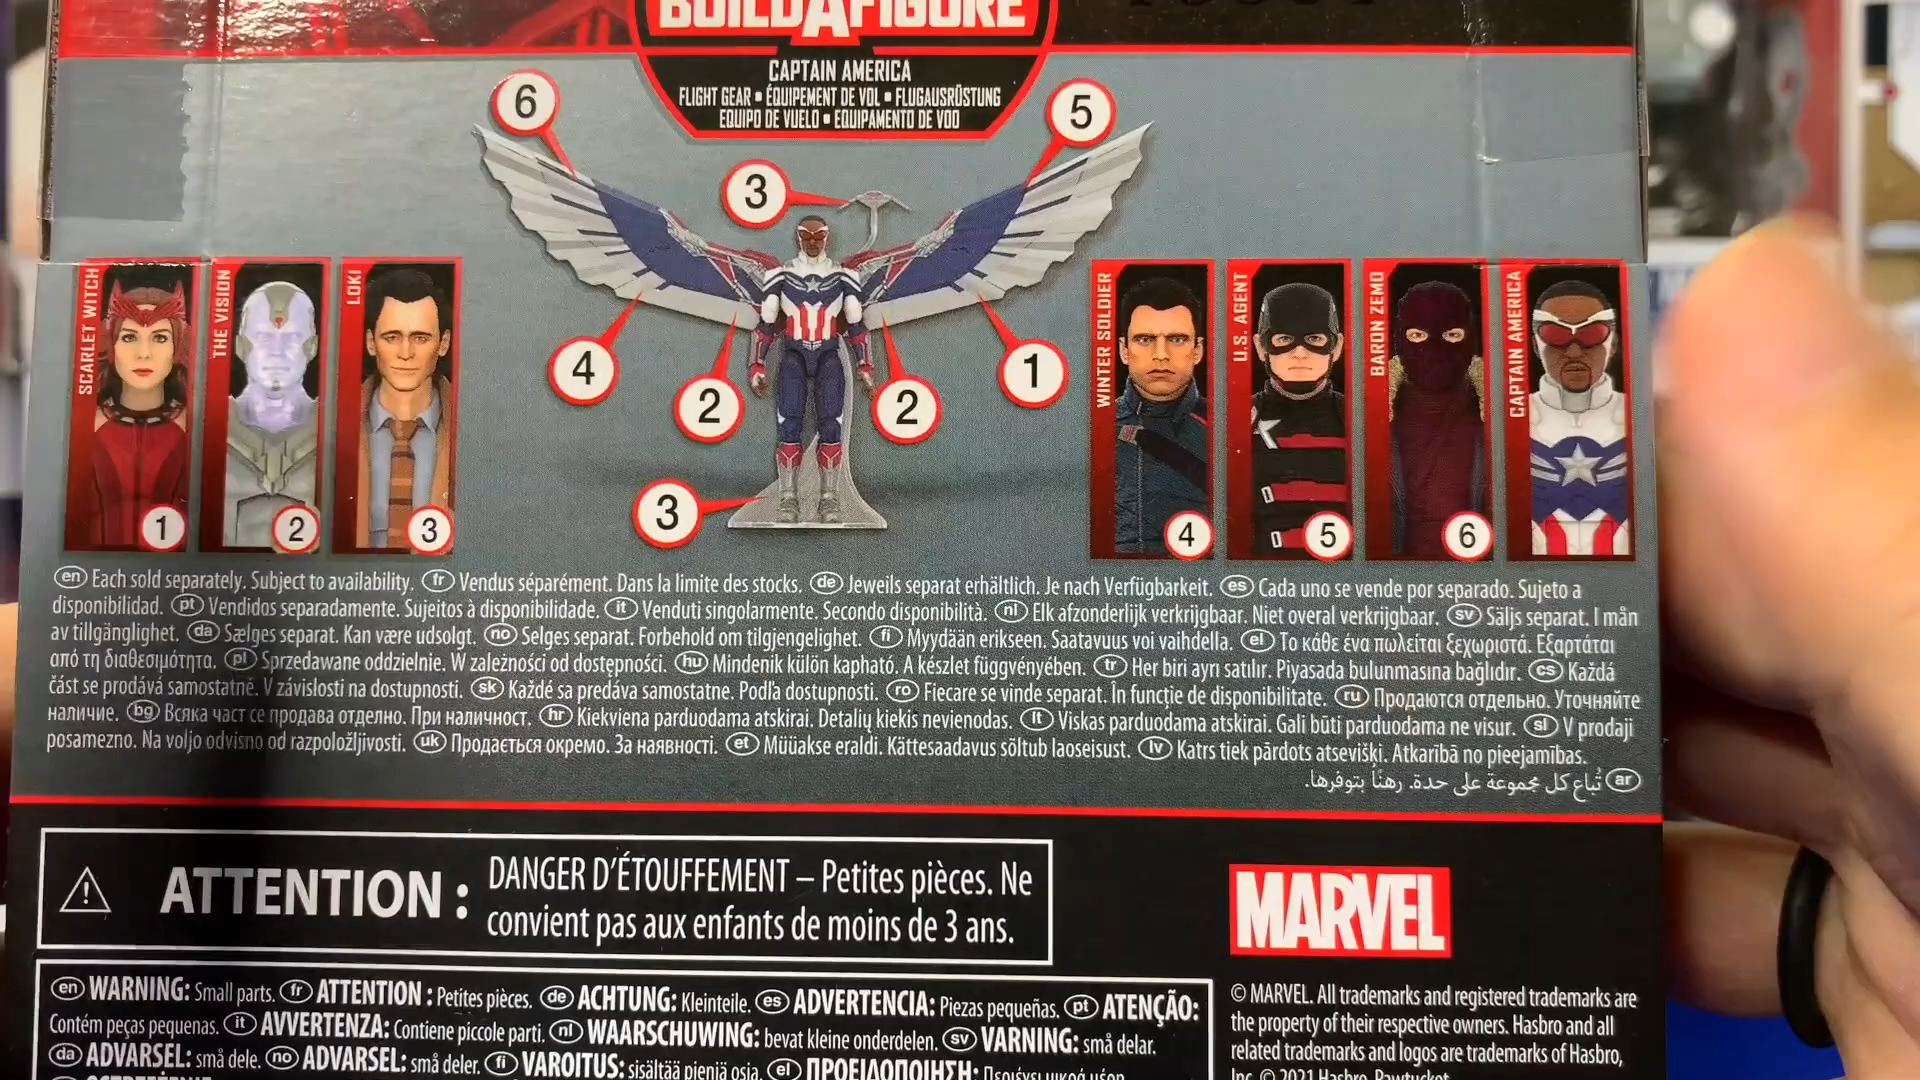 BUILDAFIGURE
CAPTAIN AMERICA
FLIGHT GEAR • ÉQUIPEMENT DE VOL • FLUGAUSRÜSTUNG
EQUIPO DE VUELO • EQUIPAMENTO DE VOO
6
5
3
4
2
2
1
3
SCARLET WITCH
1
THE VISION
2
LOKI
3
WINTER SOLDIER
4
U.S. AGENT
5
BARON ZEMO
6
CAPTAIN AMERICA
en Each sold separately. Subject to availability. fr Vendus séparément. Dans la limite des stocks. de Jeweils separat erhältlich. Je nach Verfügbarkeit. es Cada uno se vende por separado. Sujeto a
disponibilidad. pt Vendidos separadamente. Sujeitos à disponibilidade. it Venduti singolarmente. Secondo disponibilità. nl Elk afzonderlijk verkrijgbaar. Niet overal verkrijgbaar. sv Säljs separat. I mån
av tillgänglighet. da Sælges separat. Kan være udsolgt. no Selges separat. Forbehold om tilgjengelighet. fi Myydään erikseen. Saatavuus voi vaihdella. el Το κάθε ένα πωλείται ξεχωριστά. Εξαρτάται
από τη διαθεσιμότητα. pl Sprzedawane oddzielnie. W zależności od dostępności. hu Mindenik külön kapható. A készlet függvényében. tr Her biri ayrı satılır. Piyasada bulunmasına bağlıdır. cs Každá
část se prodává samostatně. V závislosti na dostupnosti. sk Každé sa predáva samostatne. Podľa dostupnosti. ro Fiecare se vinde separat. În funcție de disponibilitate. ru Продаются отдельно. Уточняйте
наличие. bg Всяка част се продава отделно. При наличност. hr Kiekviena parduodama atskirai. Detalių kiekis nevienodas. lt Viskas parduodama atskirai. Gali būti parduodama ne visur. sl V prodaji
posamezno. Na voljo odvisno od razpoložljivosti. uk Продається окремо. За наявності. et Müüakse eraldi. Kättesaadavus sõltub laoseisust. lv Katrs tiek pārdots atsevišķi. Atkarībā no pieejamības.
ar تُباع كل مجموعة على حدة. رهنًا بتوفرها.
ATTENTION : DANGER D'ÉTOUFFEMENT – Petites pièces. Ne
convient pas aux enfants de moins de 3 ans.
MARVEL
en WARNING: Small parts. fr ATTENTION : Petites pièces. de ACHTUNG: Kleinteile. es ADVERTENCIA: Piezas pequeñas. pt ATENÇÃO:
Contém peças pequenas. it AVVERTENZA: Contiene piccole parti. nl WAARSCHUWING: bevat kleine onderdelen. sv VARNING: små delar.
da ADVARSEL: små dele. no ADVARSEL: små deler. fi VAROITUS: sisältää pieniä osia. el ΠΡΟΕΙΔΟΠΟΙΗΣΗ: Περιέχει μικρά μέρη.
© MARVEL. All trademarks and registered trademarks are
the property of their respective owners. Hasbro and all
related trademarks and logos are trademarks of Hasbro,
Inc. © 2021 Hasbro, Pawtucket